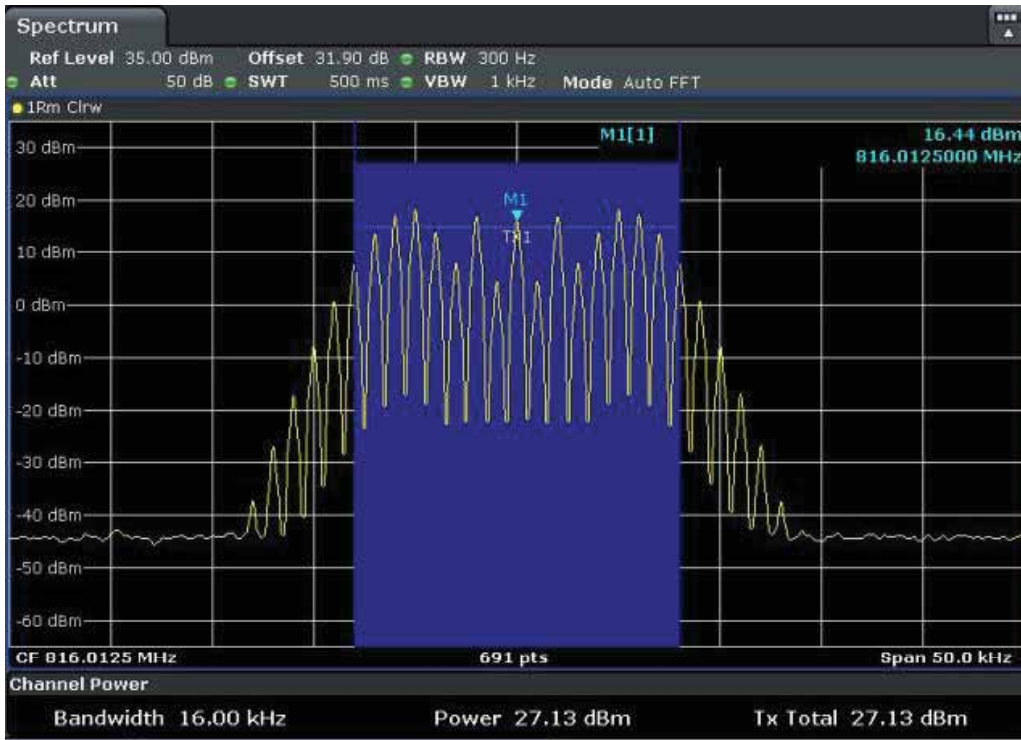 Spectrum
Ref Level 35.00 dBm Offset 31.90 dB RBW 300 Hz
Att 50 dB SWT 500 ms VBW 1 kHz Mode Auto FFT
1Rm Clrw
M1[1] 16.44 dBm
816.0125000 MHz
30 dBm
20 dBm
M1
TX1
10 dBm
0 dBm
-10 dBm
-20 dBm
-30 dBm
-40 dBm
-50 dBm
-60 dBm
CF 816.0125 MHz 691 pts Span 50.0 kHz
Channel Power
Bandwidth 16.00 kHz Power 27.13 dBm Tx Total 27.13 dBm